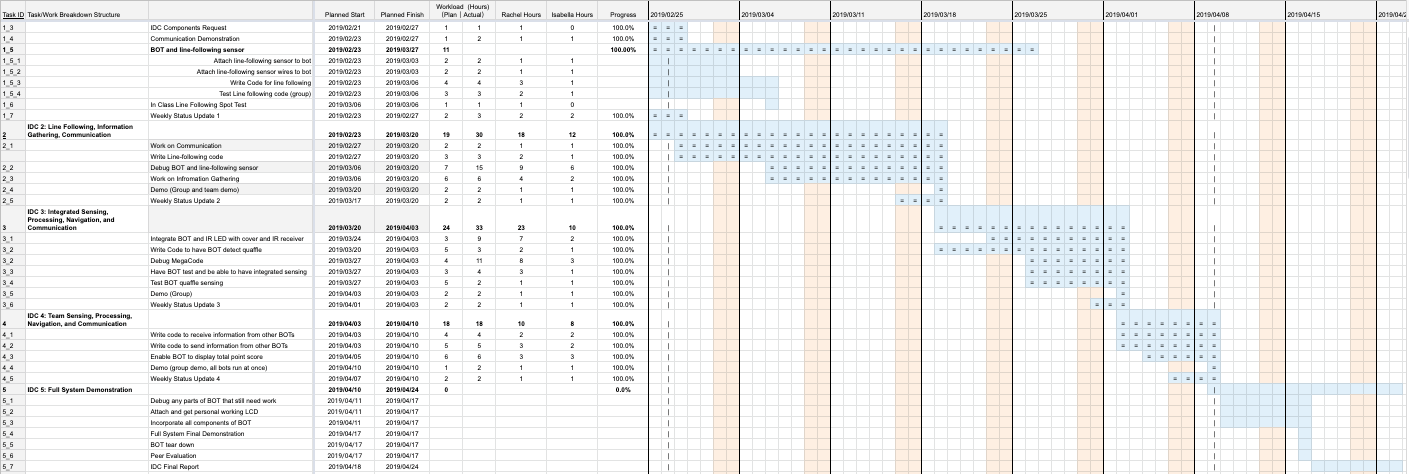 Workload (Hours)
Task ID Task/Work Breakdown Structure Planned Start Planned Finish (Plan | Actual) Rachel Hours Isabella Hours Progress 2019/02/25 2019/03/04 2019/03/11 2019/03/18 2019/03/25 2019/04/01 2019/04/08 2019/04/15 2019/04/2
1_3 IDC Components Request 2019/02/21 2019/02/27 1 1 1 0 100.0% = = =
1_4 Communication Demonstration 2019/02/23 2019/02/27 1 2 1 1 100.0% = = =
1_5 BOT and line-following sensor 2019/02/23 2019/03/27 11 100.00% = = = = = = = = = = = = = = = = = = = = = = = = = = = = = =
1_5_1 Attach line-following sensor to bot 2019/02/23 2019/03/03 2 2 1 1
1_5_2 Attach line-following sensor wires to bot 2019/02/23 2019/03/03 2 2 1 1
1_5_3 Write Code for line following 2019/02/23 2019/03/06 4 4 3 1
1_5_4 Test Line following code (group) 2019/02/23 2019/03/06 3 3 2 1
1_6 In Class Line Following Spot Test 2019/03/06 2019/03/06 1 1 1 0
1_7 Weekly Status Update 1 2019/02/23 2019/02/27 2 3 2 2 100.0% = = =
IDC 2: Line Following, Information
2 Gathering, Communication 2019/02/23 2019/03/20 19 30 18 12 100.0% = = = = = = = = = = = = = = = = = = = = = = =
2_1 Work on Communication 2019/02/27 2019/03/20 2 2 1 1 100.0% = = = = = = = = = = = = = = = = = = = = =
Write Line-following code 2019/02/27 2019/03/20 3 3 2 1 100.0% = = = = = = = = = = = = = = = = = = = = =
2_2 Debug BOT and line-following sensor 2019/03/06 2019/03/20 7 15 9 6 100.0% = = = = = = = = = = = = = =
2_3 Work on Infromation Gathering 2019/03/06 2019/03/20 6 6 4 2 100.0% = = = = = = = = = = = = = =
2_4 Demo (Group and team demo) 2019/03/20 2019/03/20 2 2 1 1 100.0% =
2_5 Weekly Status Update 2 2019/03/17 2019/03/20 2 2 1 1 100.0% = = = =
IDC 3: Integrated Sensing,
Processing, Navigation, and
3 Communication 2019/03/20 2019/04/03 24 33 23 10 100.0% = = = = = = = = = = = = = = =
3_1 Integrate BOT and IR LED with cover and IR receiver 2019/03/24 2019/04/03 3 9 7 2 100.0% = = = = = = = = = = =
3_2 Write Code to have BOT detect quaffle 2019/03/20 2019/04/03 5 3 2 1 100.0% = = = = = = = = = = = = = = =
3_2 Debug MegaCode 2019/03/27 2019/04/03 4 11 8 3 100.0% = = = = = = = =
3_3 Have BOT test and be able to have integrated sensing 2019/03/27 2019/04/03 3 4 3 1 100.0% = = = = = = = =
3_4 Test BOT quaffle sensing 2019/03/27 2019/04/03 5 2 1 1 100.0% = = = = = = = =
3_5 Demo (Group) 2019/04/03 2019/04/03 2 2 1 1 100.0% =
3_6 Weekly Status Update 3 2019/04/01 2019/04/03 2 2 1 1 100.0% = = =
IDC 4: Team Sensing, Processing,
4 Navigation, and Communication 2019/04/03 2019/04/10 18 18 10 8 100.0% = = = = = = = =
4_1 Write code to receive information from other BOTs 2019/04/03 2019/04/10 4 4 2 2 100.0% = = = = = = = =
4_2 Write code to send information from other BOTs 2019/04/03 2019/04/10 5 5 3 2 100.0% = = = = = = = =
4_3 Enable BOT to display total point score 2019/04/05 2019/04/10 6 6 3 3 100.0% = = = = = =
4_4 Demo (group demo, all bots run at once) 2019/04/10 2019/04/10 1 2 1 1 100.0% =
4_5 Weekly Status Update 4 2019/04/07 2019/04/10 2 2 1 1 100.0% = = = =
5 IDC 5: Full System Demonstration 2019/04/10 2019/04/24 0 0.0%
5_1 Debug any parts of BOT that still need work 2019/04/11 2019/04/17
5_2 Attach and get personal working LCD 2019/04/11 2019/04/17
5_3 Incorporate all components of BOT 2019/04/11 2019/04/17
5_4 Full System Final Demonstration 2019/04/17 2019/04/17
5_5 BOT tear down 2019/04/17 2019/04/17
5_6 Peer Evaluation 2019/04/17 2019/04/17
5_7 IDC Final Report 2019/04/18 2019/04/24